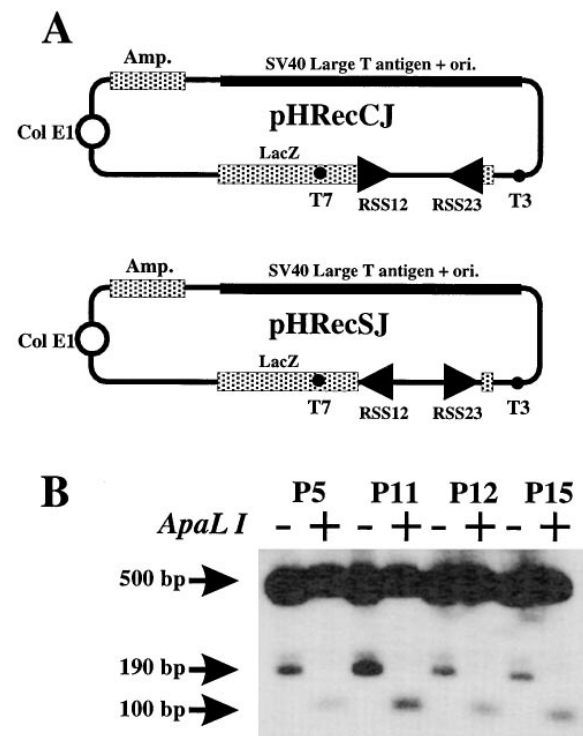 A
Amp.
SV40 Large T antigen + ori.
pHRecCJ
Col E1
LacZ
T7
RSS12
RSS23
T3
Amp.
SV40 Large T antigen + ori.
pHRecSJ
Col E1
LacZ
T7
RSS12
RSS23
T3
B
P5 P11 P12 P15
ApaL I - + - + - + - +
500 bp
190 bp
100 bp